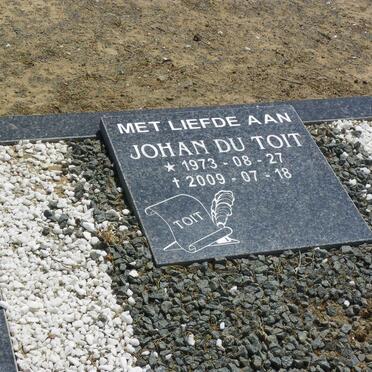 MET LIEFDE AAN
JOHAN DU TOIT
★ 1973 - 08 - 27
✝ 2009 - 07 - 18
TOIT